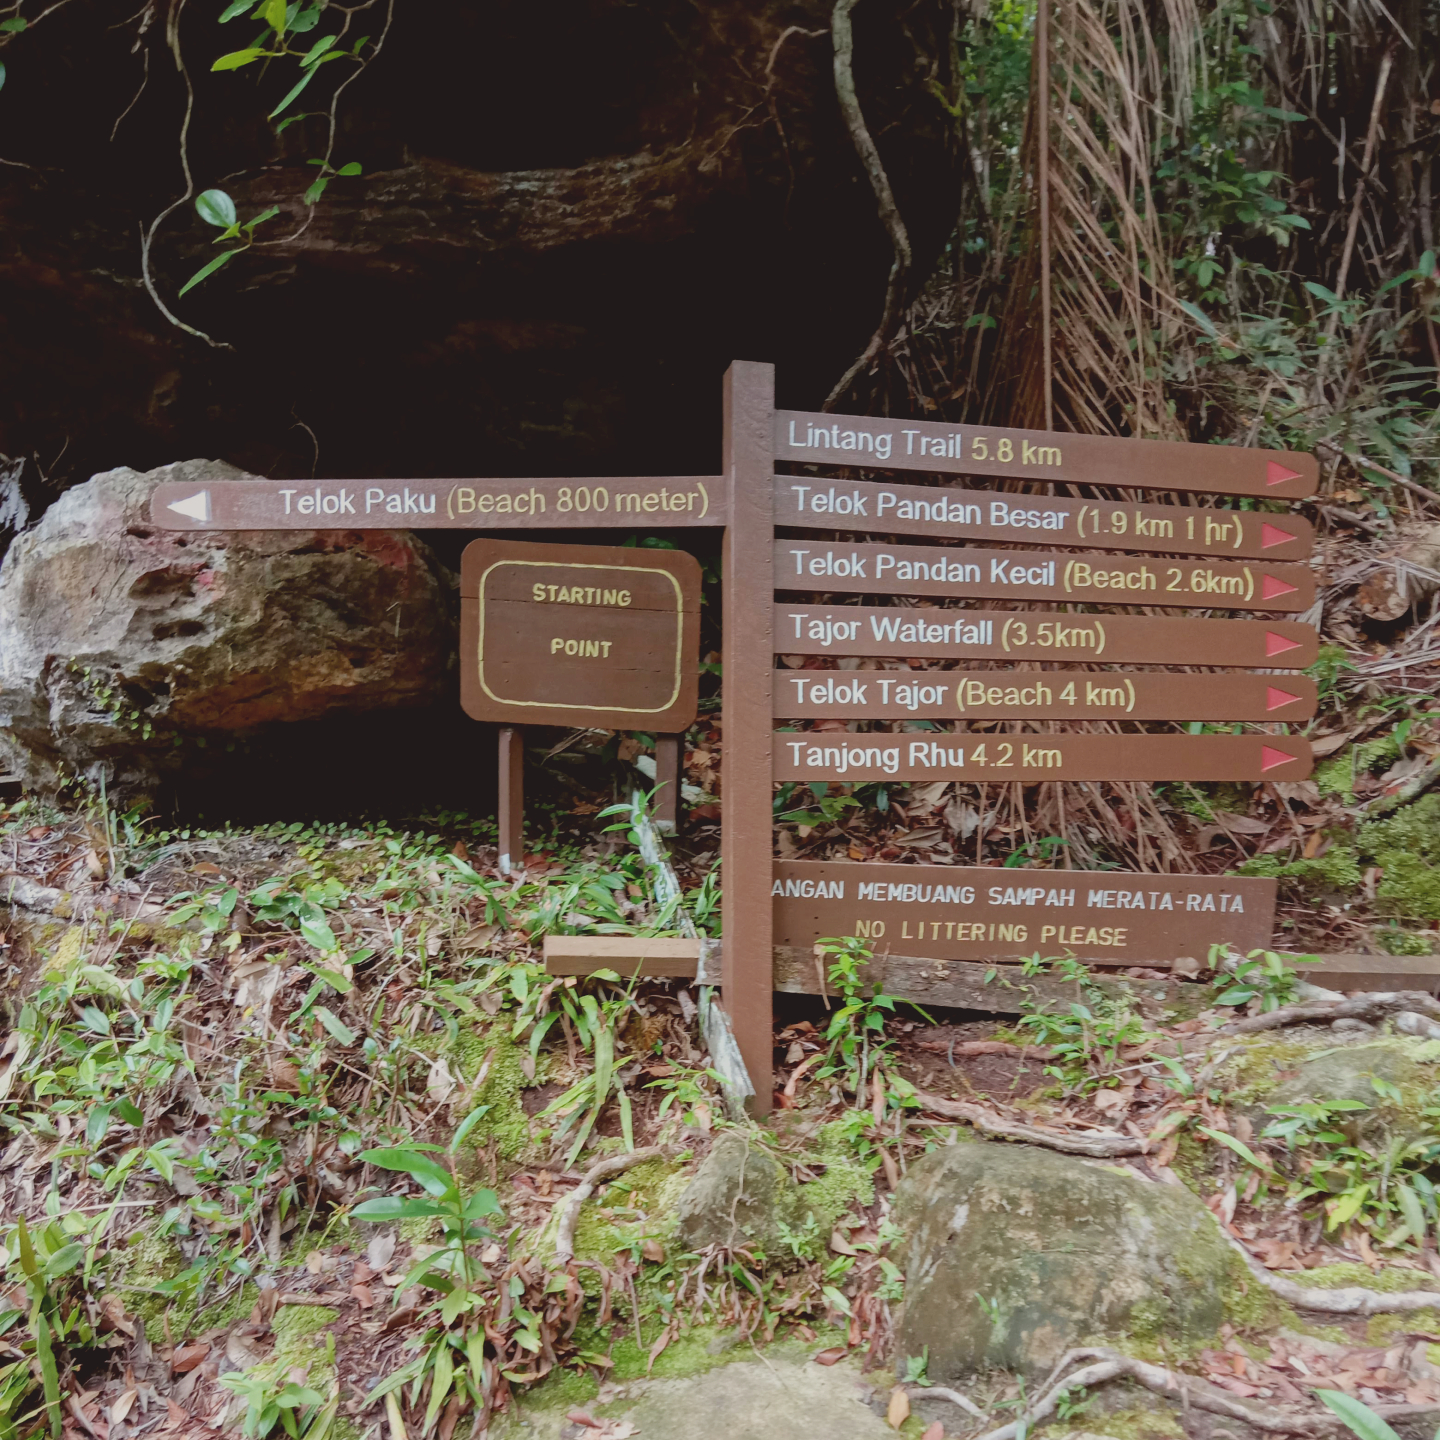 Telok Paku (Beach 800 meter)
STARTING
POINT
Lintang Trail 5.8 km
Telok Pandan Besar (1.9 km 1 hr)
Telok Pandan Kecil (Beach 2.6km)
Tajor Waterfall (3.5km)
Telok Tajor (Beach 4 km)
Tanjong Rhu 4.2 km
ANGAN MEMBUANG SAMPAH MERATA-RATA
NO LITTERING PLEASE